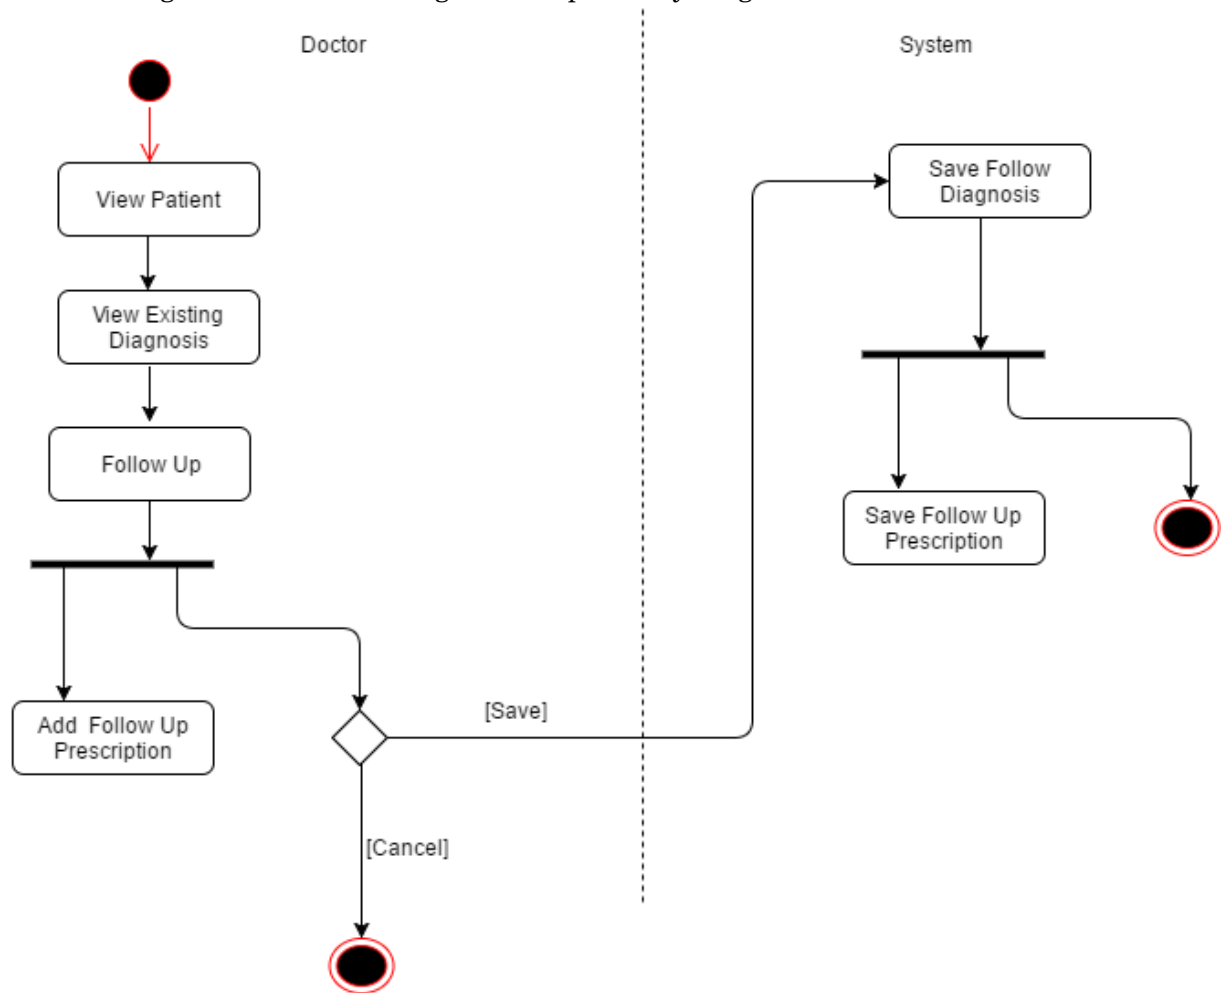 Doctor
System
View Patient
View Existing
Diagnosis
Follow Up
Add Follow Up
Prescription
[Save]
[Cancel]
Save Follow
Diagnosis
Save Follow Up
Prescription